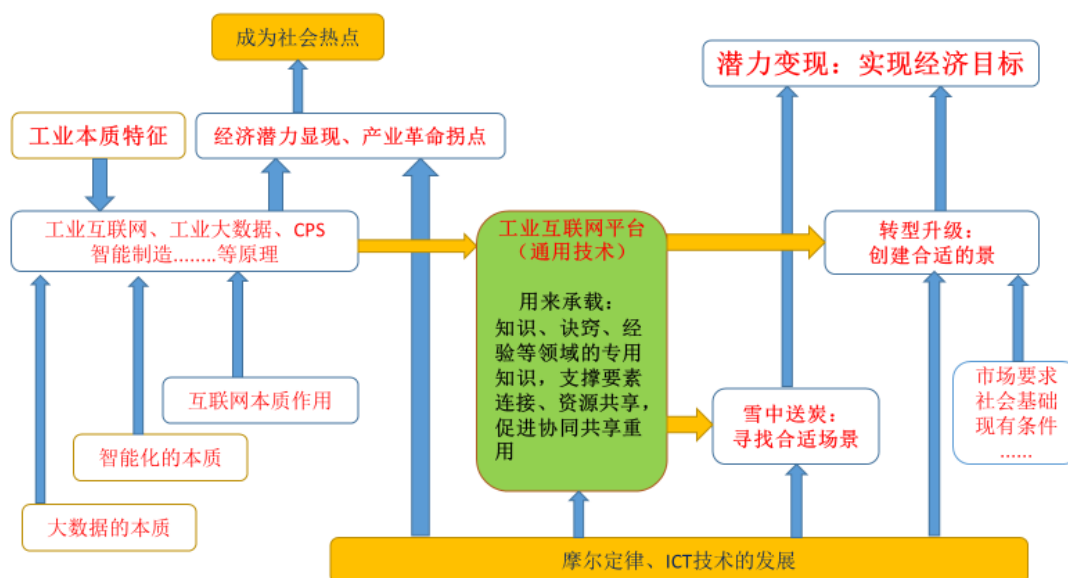 成为社会热点
潜力变现：实现经济目标
工业本质特征
经济潜力显现、产业革命拐点
工业互联网、工业大数据、CPS
智能制造........等原理
工业互联网平台
（通用技术）
用来承载：
知识、诀窍、经
验等领域的专用
知识，支撑要素
连接、资源共享，
促进协同共享重
用
转型升级：
创建合适的景
互联网本质作用
智能化的本质
大数据的本质
雪中送炭：
寻找合适场景
市场要求
社会基础
现有条件
......
摩尔定律、ICT技术的发展